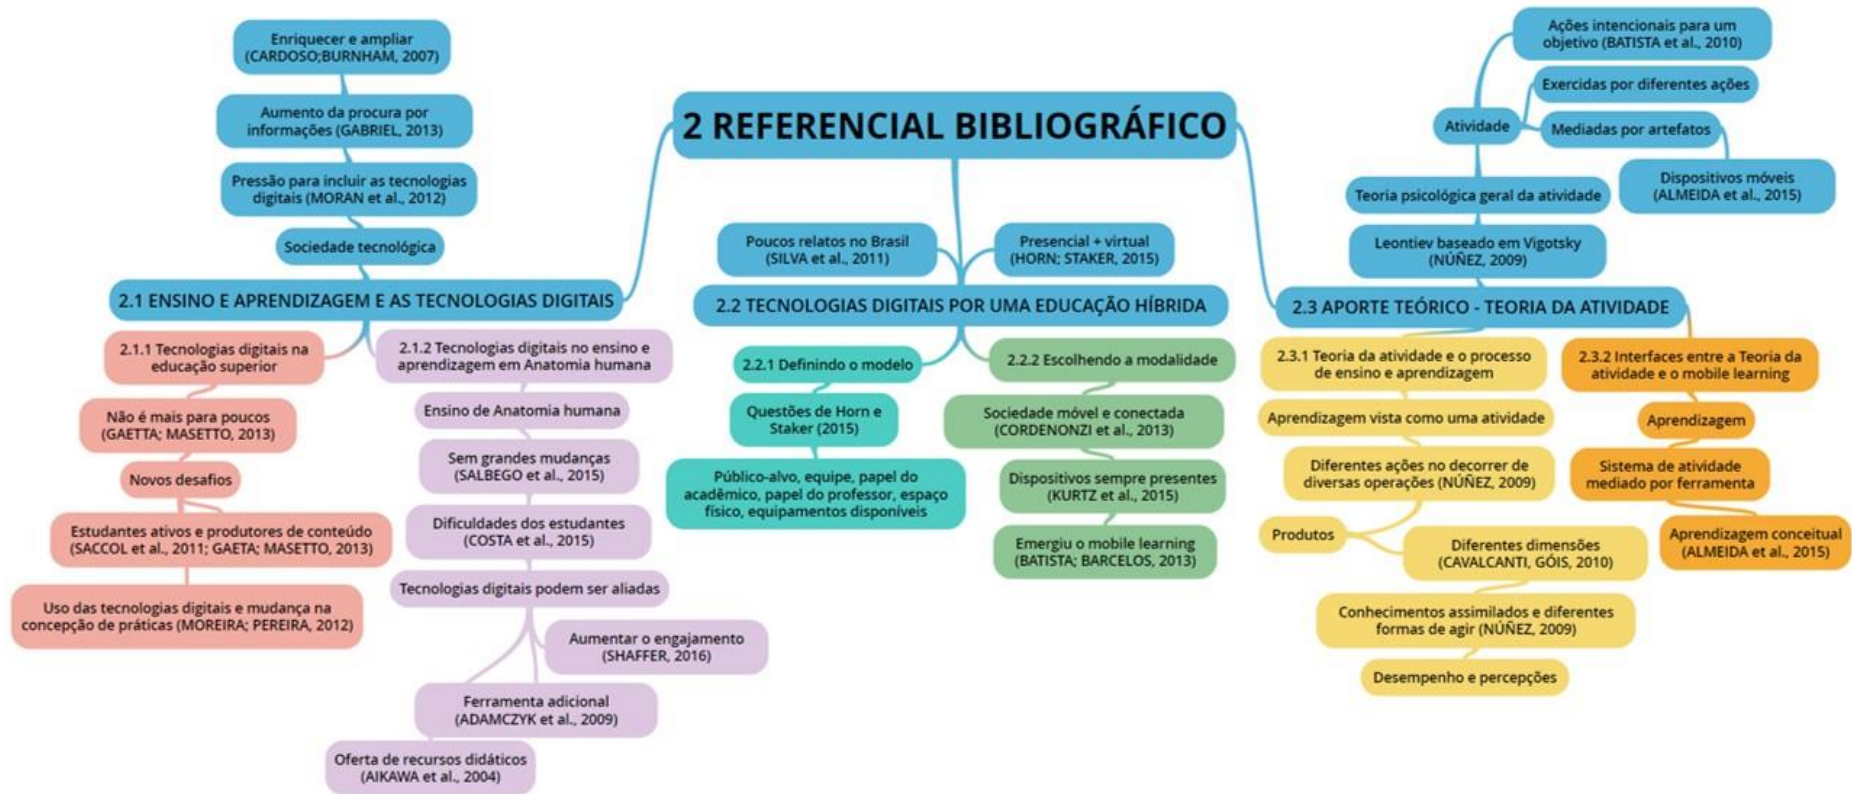 2 REFERENCIAL BIBLIOGRÁFICO
Enriquecer e ampliar
(CARDOSO;BURNHAM, 2007)
Aumento da procura por
informações (GABRIEL, 2013)
Pressão para incluir as tecnologias
digitais (MORAN et al., 2012)
Sociedade tecnológica
2.1 ENSINO E APRENDIZAGEM E AS TECNOLOGIAS DIGITAIS
2.1.1 Tecnologias digitais na
educação superior
Não é mais para poucos
(GAETTA; MASETTO, 2013)
Novos desafios
Estudantes ativos e produtores de conteúdo
(SACCOL et al., 2011; GAETA; MASETTO, 2013)
Uso das tecnologias digitais e mudança na
concepção de práticas (MOREIRA; PEREIRA, 2012)
2.1.2 Tecnologias digitais no ensino e
aprendizagem em Anatomia humana
Ensino de Anatomia humana
Sem grandes mudanças
(SALBEGO et al., 2015)
Dificuldades dos estudantes
(COSTA et al., 2015)
Tecnologias digitais podem ser aliadas
Aumentar o engajamento
(SHAFFER, 2016)
Ferramenta adicional
(ADAMCZYK et al., 2009)
Oferta de recursos didáticos
(AIKAWA et al., 2004)
Poucos relatos no Brasil
(SILVA et al., 2011)
Presencial + virtual
(HORN; STAKER, 2015)
2.2 TECNOLOGIAS DIGITAIS POR UMA EDUCAÇÃO HÍBRIDA
2.2.1 Definindo o modelo
Questões de Horn e
Staker (2015)
Público-alvo, equipe, papel do
acadêmico, papel do professor, espaço
físico, equipamentos disponíveis
2.2.2 Escolhendo a modalidade
Sociedade móvel e conectada
(CORDENONZI et al., 2013)
Dispositivos sempre presentes
(KURTZ et al., 2015)
Emergiu o mobile learning
(BATISTA; BARCELOS, 2013)
Ações intencionais para um
objetivo (BATISTA et al., 2010)
Exercidas por diferentes ações
Atividade
Mediadas por artefatos
Dispositivos móveis
(ALMEIDA et al., 2015)
Teoria psicológica geral da atividade
Leontiev baseado em Vigotsky
(NÚÑEZ, 2009)
2.3 APORTE TEÓRICO - TEORIA DA ATIVIDADE
2.3.1 Teoria da atividade e o processo
de ensino e aprendizagem
Aprendizagem vista como uma atividade
Diferentes ações no decorrer de
diversas operações (NÚÑEZ, 2009)
Produtos
Diferentes dimensões
(CAVALCANTI, GÓIS, 2010)
Conhecimentos assimilados e diferentes
formas de agir (NÚÑEZ, 2009)
Desempenho e percepções
2.3.2 Interfaces entre a Teoria da
atividade e o mobile learning
Aprendizagem
Sistema de atividade
mediado por ferramenta
Aprendizagem conceitual
(ALMEIDA et al., 2015)